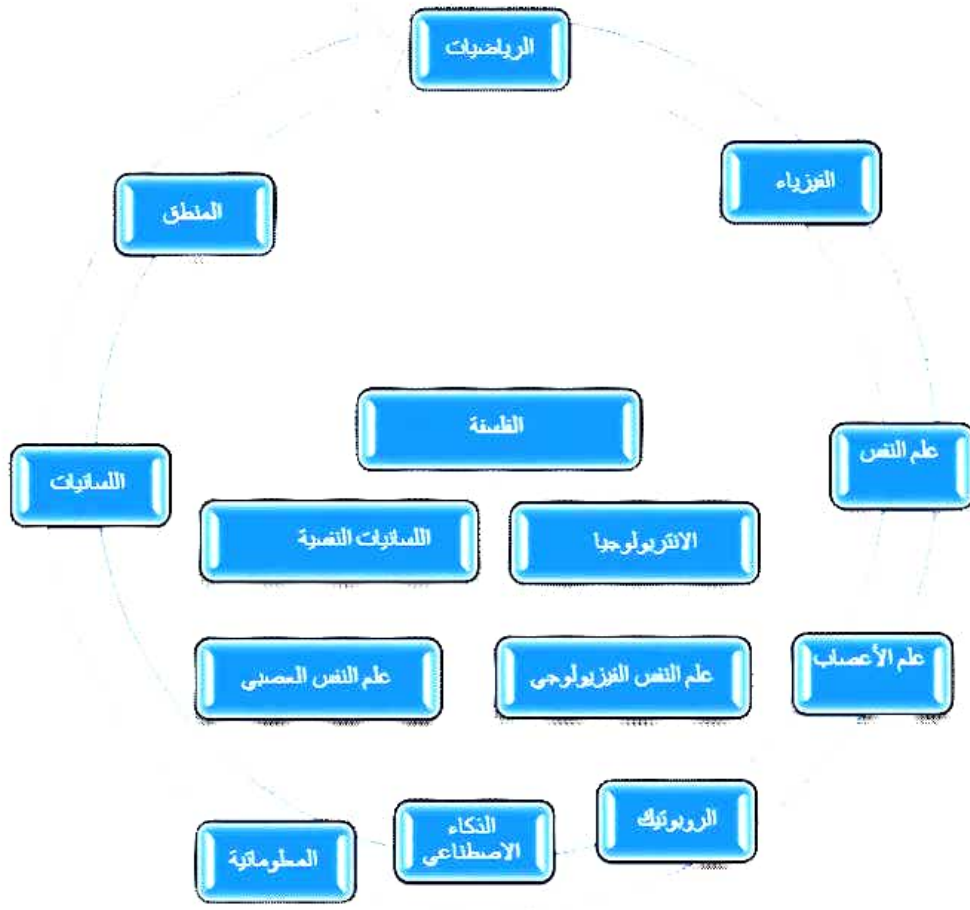 الرياضيات
الفيزياء
المنطق
الفلسفة
علم النفس
اللسانيات
الانتربولوجيا
اللسانيات النفسية
علم الأعصاب
علم النفس الفيزيولوجي
علم النفس العصبي
الروبوتيك
الذكاء
الاصطناعي
المعلوماتية